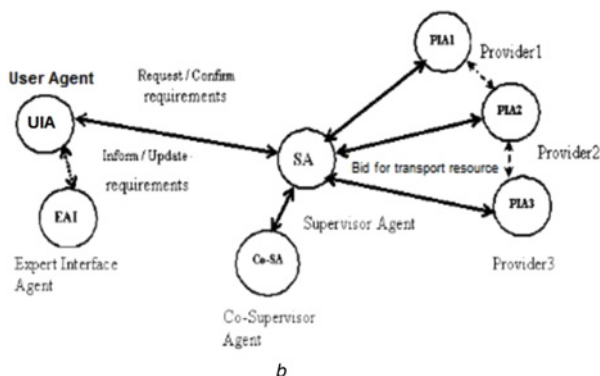 PIA1
Provider1
User Agent
Request / Confirm
requirements
UIA
PIA2
SA
Inform / Update
requirements
Bid for transport resource
Provider2
EAI
PIA3
Supervisor Agent
Expert Interface
Agent
Co-SA
Provider3
Co-Supervisor
Agent
b